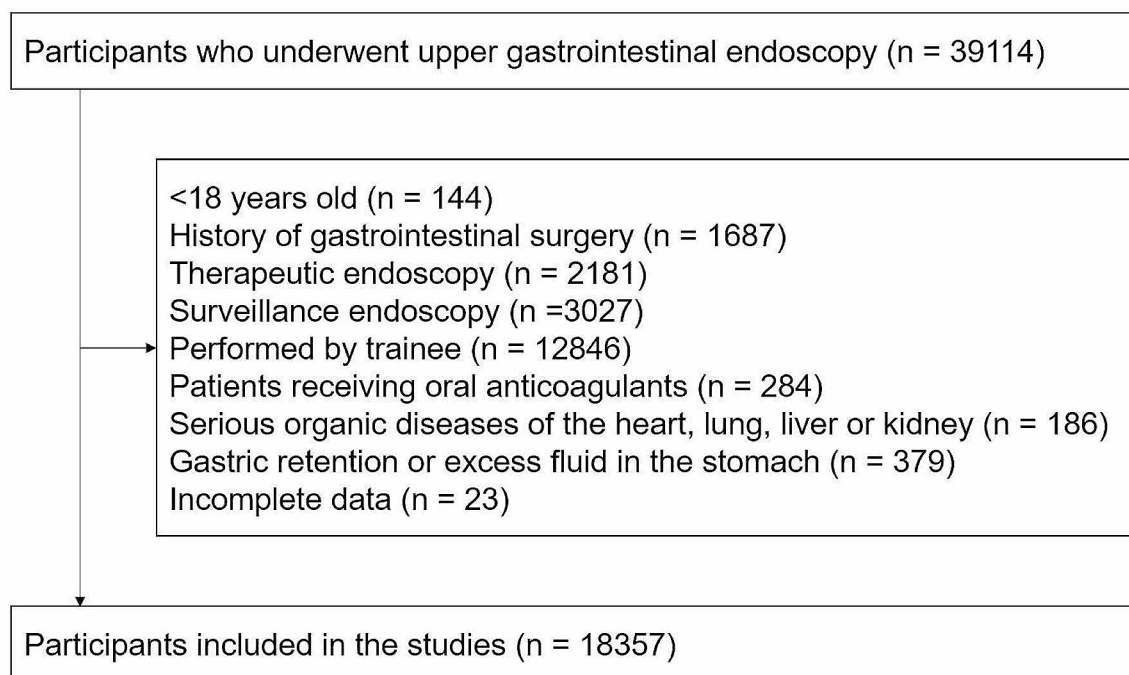 Participants who underwent upper gastrointestinal endoscopy (n = 39114)
<18 years old (n = 144)
History of gastrointestinal surgery (n = 1687)
Therapeutic endoscopy (n = 2181)
Surveillance endoscopy (n =3027)
Performed by trainee (n = 12846)
Patients receiving oral anticoagulants (n = 284)
Serious organic diseases of the heart, lung, liver or kidney (n = 186)
Gastric retention or excess fluid in the stomach (n = 379)
Incomplete data (n = 23)
Participants included in the studies (n = 18357)